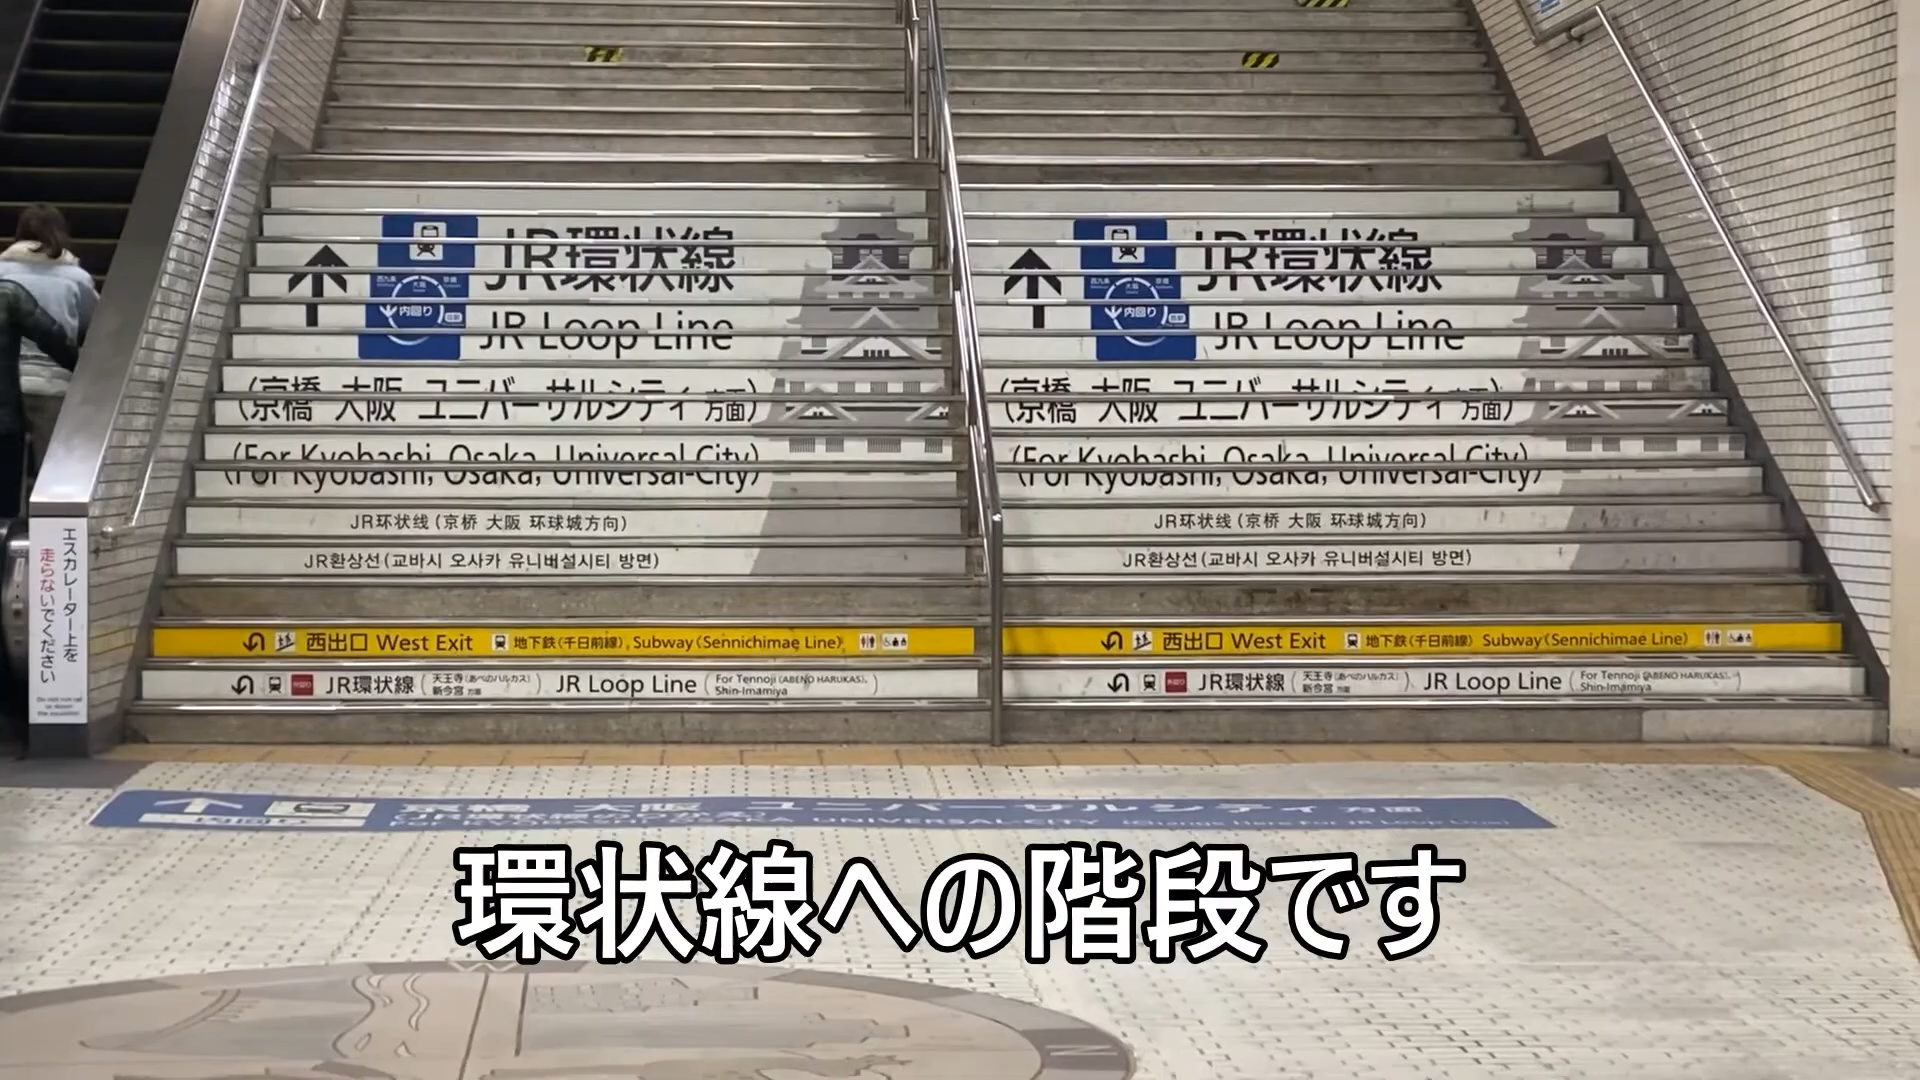 JR環状線
JR Loop Line
内回り
大阪
(京橋 大阪 ユニバーサルシティ 方面)
(For Kyobashi, Osaka, Universal-City)
JR环状线(京桥 大阪 环球城方向)
JR환상선(교바시 오사카 유니버설시티 방면)
西出口 West Exit 地下鉄(千日前線) Subway(Sennichimae Line)
JR環状線(天王寺(あべのハルカス) 新今宮 方面) JR Loop Line (For Tennoji (ABENO HARUKAS), Shin-Imamiya)
JR環状線
JR Loop Line
内回り
大阪
(京橋 大阪 ユニバーサルシティ 方面)
(For Kyobashi, Osaka, Universal-City)
JR环状线(京桥 大阪 环球城方向)
JR환상선(교바시 오사카 유니버설시티 방면)
西出口 West Exit 地下鉄(千日前線) Subway(Sennichimae Line)
JR環状線(天王寺(あべのハルカス) 新今宮 方面) JR Loop Line (For Tennoji (ABENO HARUKAS), Shin-Imamiya)
エスカレーター上を
走らないでください
京橋 大阪 ユニバーサルシティ 方面
UNIVERSAL-CITY
環状線への階段です